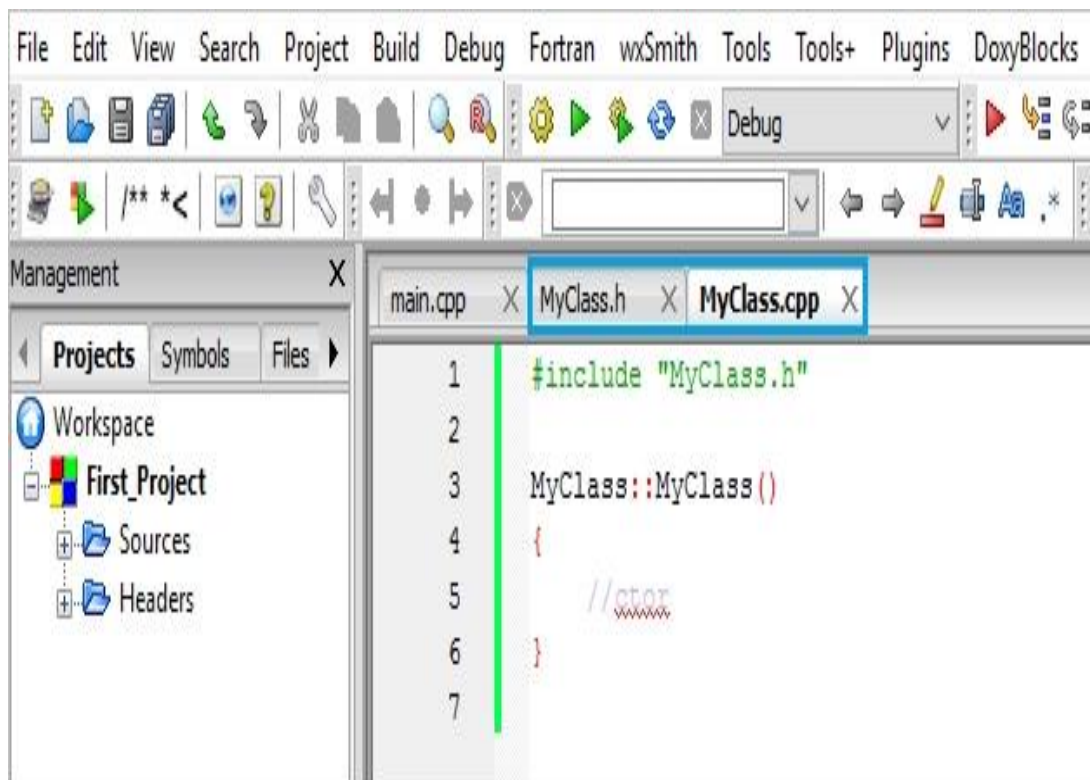 File Edit View Search Project Build Debug Fortran wxSmith Tools Tools+ Plugins DoxyBlocks
Debug
/** *<
Management X
main.cpp X MyClass.h X MyClass.cpp X
Projects Symbols Files
Workspace
First_Project
Sources
Headers
1 #include "MyClass.h"
2
3 MyClass::MyClass()
4 {
5 //ctor
6 }
7